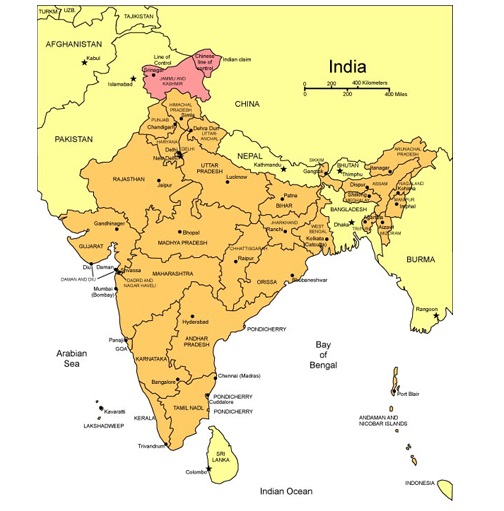 TURKM.
UZB
TAJIKISTAN
AFGHANISTAN
Kabul
Line of
Control
Chinese
line of
control
Indian claim
Srinagar
JAMMU AND
KASHMIR
Islamabad
India
0 200 400 Kilometers
0 200 400 Miles
CHINA
HIMACHAL
PRADESH
Simla
PUNJAB
Chandigarh
Dehra Dun
UTTAR-
ANCHAL
HARYANA
Delhi
DELHI
New Delhi
PAKISTAN
NEPAL
Kathmandu
SIKKIM
Gangtok
BHUTAN
Thimphu
ARUNACHAL
PRADESH
Itanagar
RAJASTHAN
Jaipur
UTTAR
PRADESH
Lucknow
Dispur
ASSAM
NAGALAND
Kohima
MEGHALAYA
MANIPUR
Imphal
Patna
BIHAR
BANGLADESH
Dhaka
Agartala
TRIPURA
Aizawl
MIZORAM
Gandhinagar
GUJARAT
Bhopal
MADHYA PRADESH
JHARKHAND
Ranchi
WEST
BENGAL
Kolkata
(Calcutta)
CHHATTISGARH
Raipur
BURMA
Diu
Daman
Silvassa
DAMAN AND DIU
DADRD AND
NAGAR HAVELI
MAHARASHTRA
ORISSA
Bhubaneshwar
Mumbai
(Bombay)
Rangoon
Hyderabad
PONDICHERRY
ANDHAR
PRADESH
Panaji
GOA
Arabian
Sea
Bay
of
Bengal
KARNATAKA
Bangalore
Chennai (Madras)
Port Blair
PONDICHERRY
Cuddalore
PONDICHERRY
Kavaratti
LAKSHADWEEP
KERALA
TAMIL NADL
ANDAMAN AND
NICOBAR ISLANDS
Trivandrum
SRI
LANKA
Colombo
INDONESIA
Indian Ocean